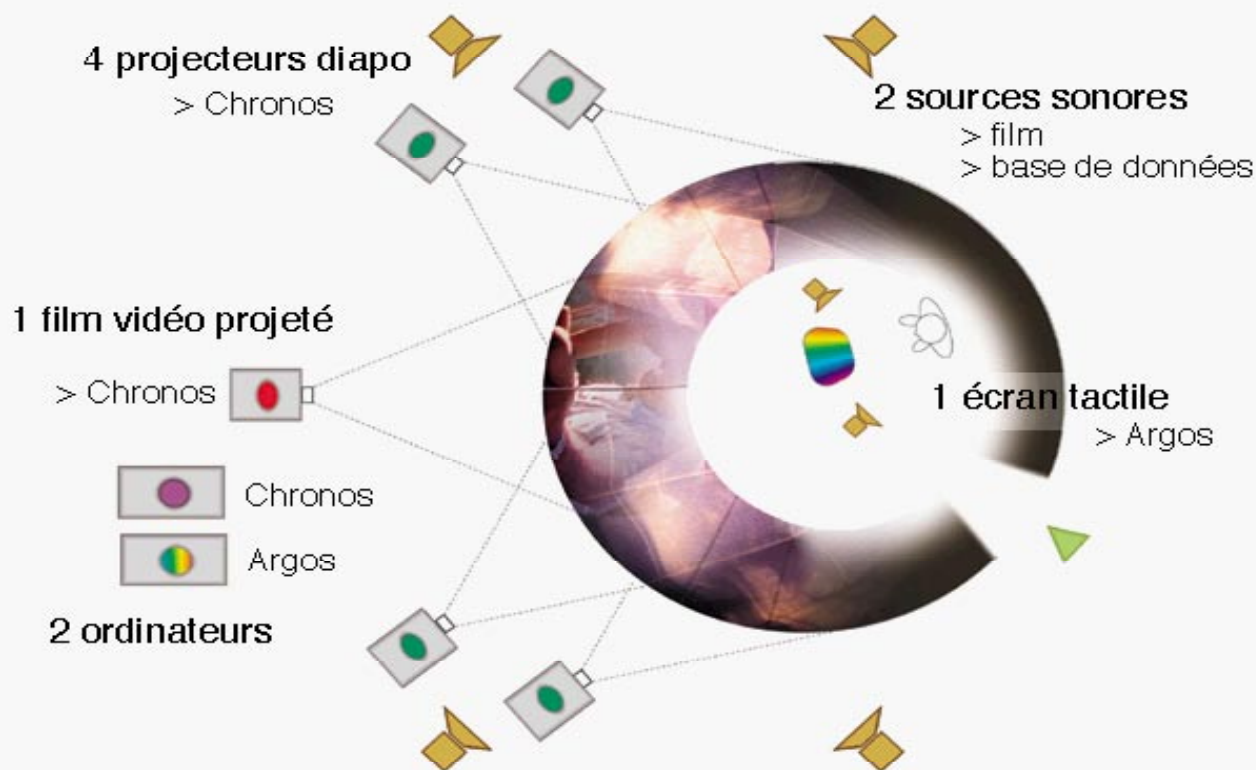 4 projecteurs diapo
> Chronos
2 sources sonores
> film
> base de données
1 film vidéo projeté
> Chronos
1 écran tactile
> Argos
Chronos
Argos
2 ordinateurs